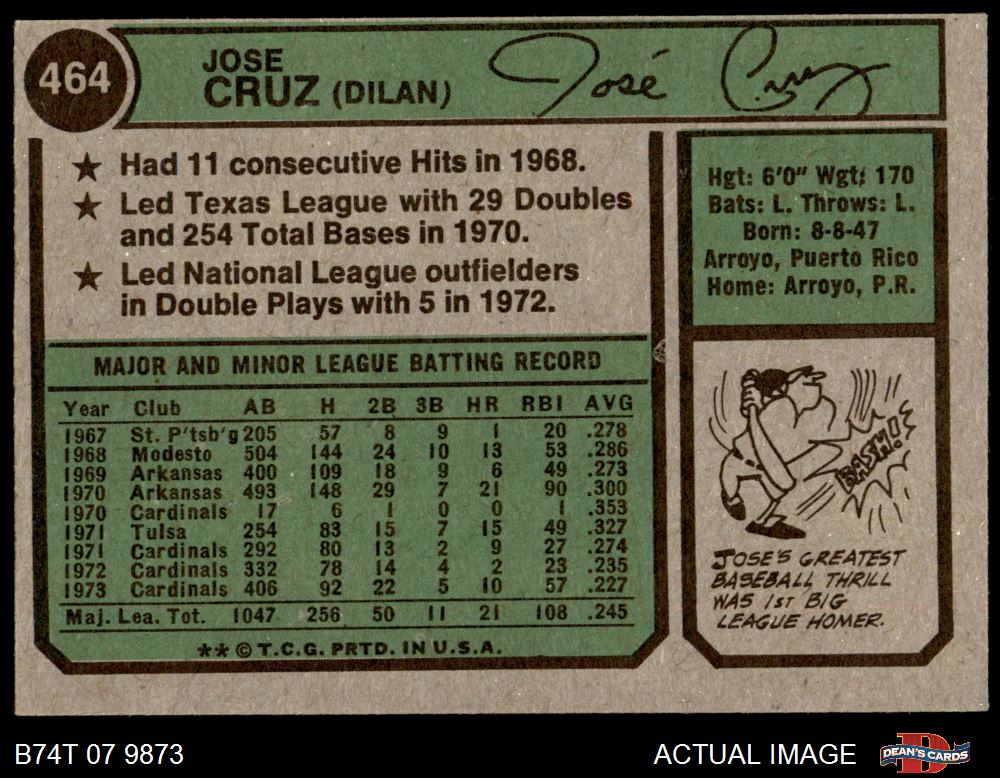 464
JOSE
CRUZ (DILAN)
José Cruz
★ Had 11 consecutive Hits in 1968.
★ Led Texas League with 29 Doubles
and 254 Total Bases in 1970.
★ Led National League outfielders
in Double Plays with 5 in 1972.
Hgt: 6'0" Wgt: 170
Bats: L. Throws: L.
Born: 8-8-47
Arroyo, Puerto Rico
Home: Arroyo, P.R.
MAJOR AND MINOR LEAGUE BATTING RECORD
Year Club AB H 2B 3B HR RBI AVG
1967 St. P'tsb'g 205 57 8 9 1 20 .278
1968 Modesto 504 144 24 10 13 53 .286
1969 Arkansas 400 109 18 9 6 49 .273
1970 Arkansas 493 148 29 7 21 90 .300
1970 Cardinals 17 6 1 0 0 1 .353
1971 Tulsa 254 83 15 7 15 49 .327
1971 Cardinals 292 80 13 2 9 27 .274
1972 Cardinals 332 78 14 4 2 23 .235
1973 Cardinals 406 92 22 5 10 57 .227
Maj. Lea. Tot. 1047 256 50 11 21 108 .245
** © T.C.G. PRTD. IN U.S.A.
BASH!
JOSE'S GREATEST
BASEBALL THRILL
WAS 1ST BIG
LEAGUE HOMER.
B74T 07 9873
ACTUAL IMAGE
D
DEAN'S CARDS